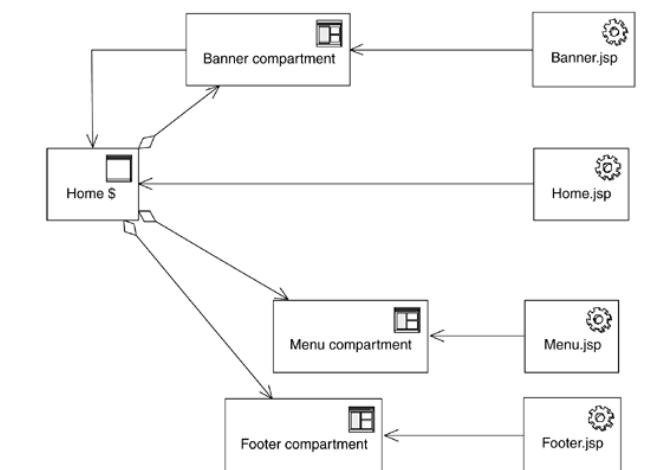 Banner compartment
Banner.jsp
Home $
Home.jsp
Menu compartment
Menu.jsp
Footer compartment
Footer.jsp